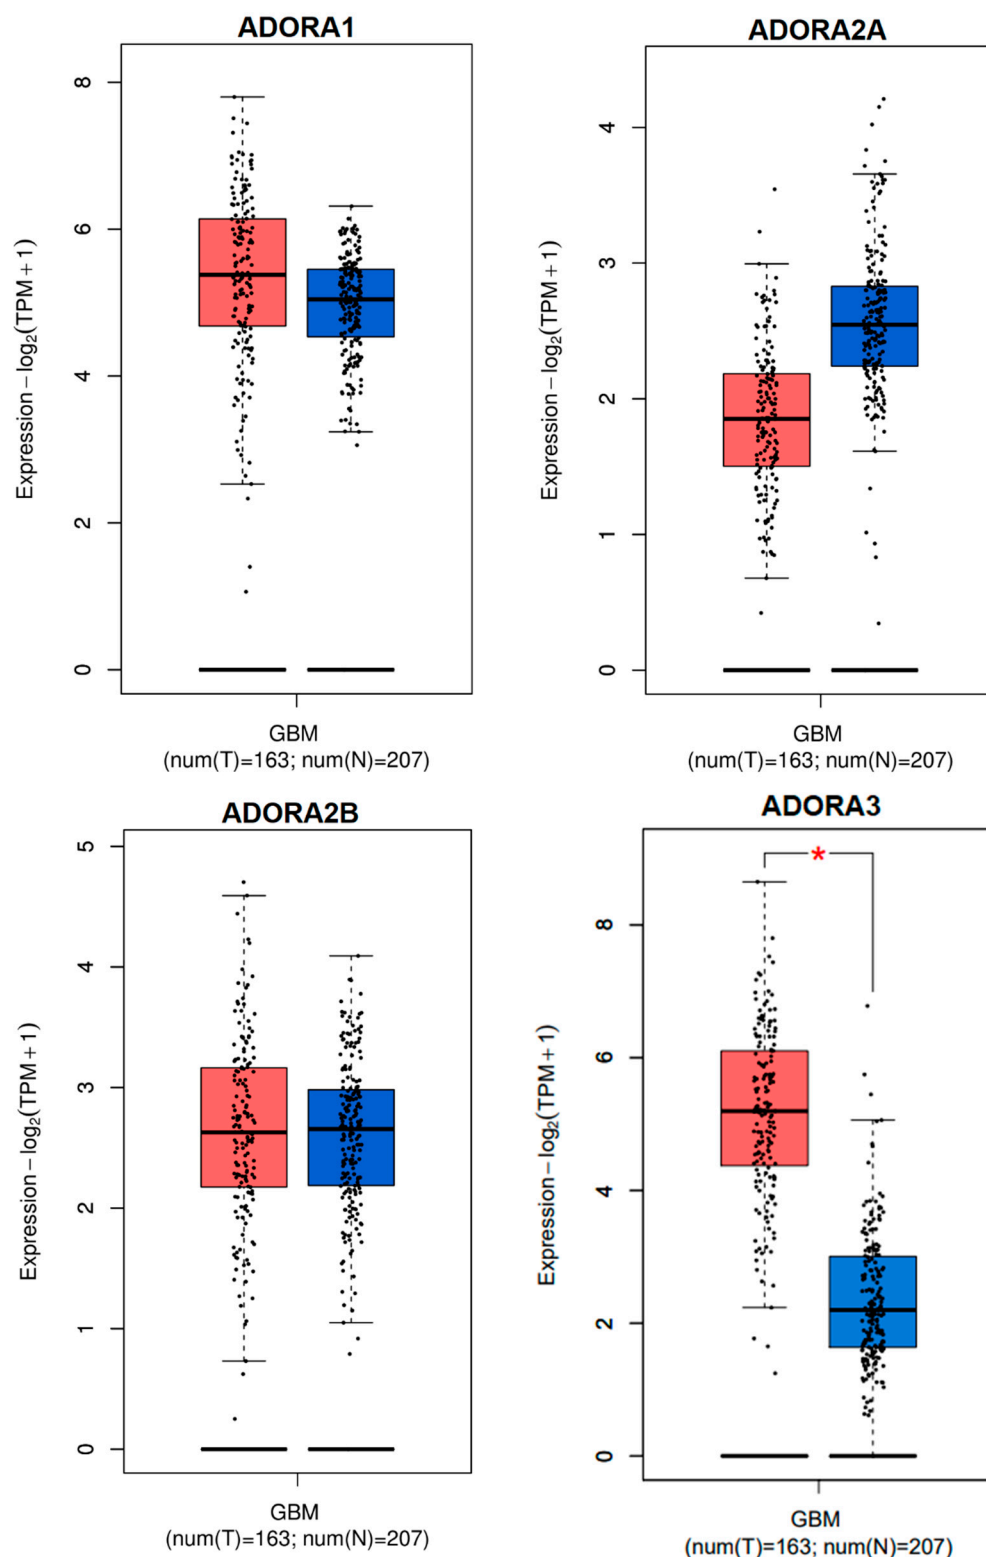 ADORA1
8
6
4
2
0
Expression − log₂(TPM + 1)
GBM
(num(T)=163; num(N)=207)
ADORA2A
4
3
2
1
0
Expression − log₂(TPM + 1)
GBM
(num(T)=163; num(N)=207)
ADORA2B
5
4
3
2
1
0
Expression − log₂(TPM + 1)
GBM
(num(T)=163; num(N)=207)
ADORA3
*
8
6
4
2
0
Expression − log₂(TPM + 1)
GBM
(num(T)=163; num(N)=207)